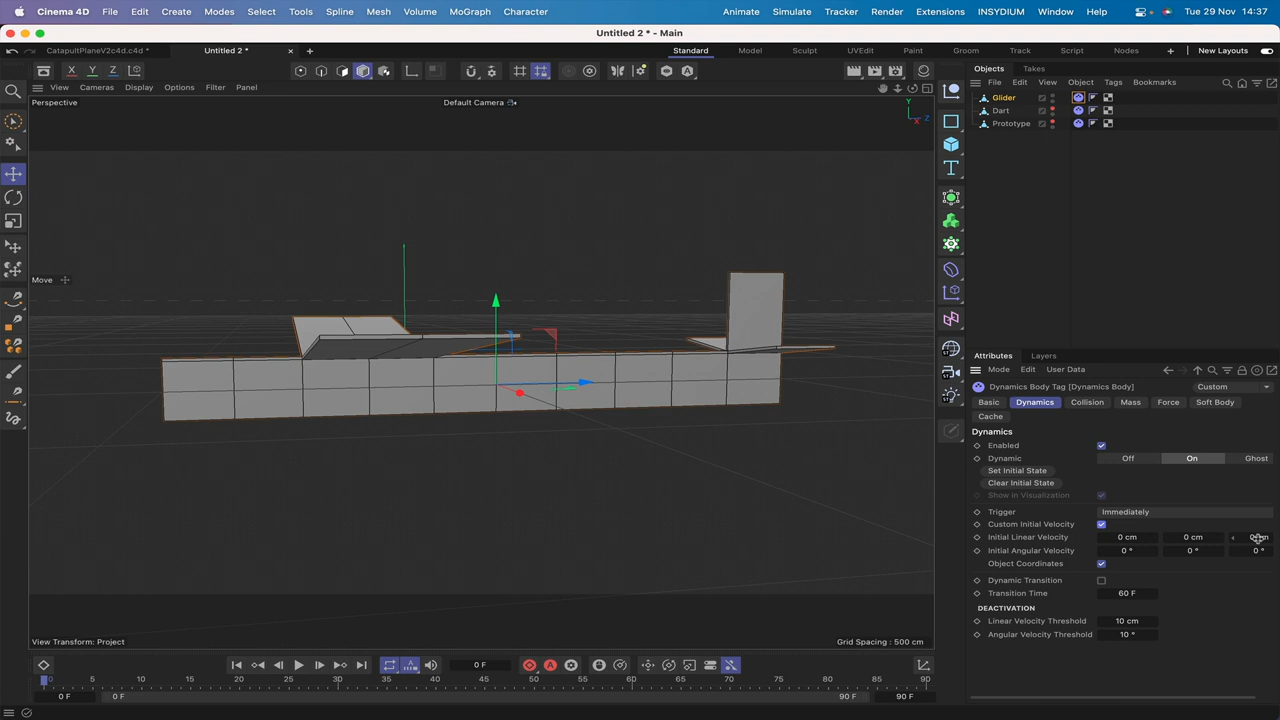 Cinema 4D File Edit Create Modes Select Tools Spline Mesh Volume MoGraph Character Animate Simulate Tracker Render Extensions INSYDIUM Window Help Tue 29 Nov 14:37
Untitled 2 * - Main
CatapultPlaneV2c4d.c4d * Untitled 2 * Standard Model Sculpt UVEdit Paint Groom Track Script Nodes New Layouts
X Y Z
Objects Takes
View Cameras Display Options Filter Panel
File Edit View Object Tags Bookmarks
Perspective Default Camera
Glider
Dart
Prototype
Y
X Z
Move
Attributes Layers
Mode Edit User Data
Dynamics Body Tag [Dynamics Body] Custom
Basic Dynamics Collision Mass Force Soft Body
Cache
Dynamics
Enabled
Dynamic Off On Ghost
Set Initial State
Clear Initial State
Show in Visualization
Trigger Immediately
Custom Initial Velocity
Initial Linear Velocity 0 cm 0 cm
Initial Angular Velocity 0 ° 0 ° 0 °
Object Coordinates
Dynamic Transition
Transition Time 60 F
DEACTIVATION
Linear Velocity Threshold 10 cm
Angular Velocity Threshold 10 °
View Transform: Project Grid Spacing : 500 cm
0 F
0 5 10 15 20 25 30 35 40 45 50 55 60 65 70 75 80 85 90
0 F 0 F 90 F 90 F